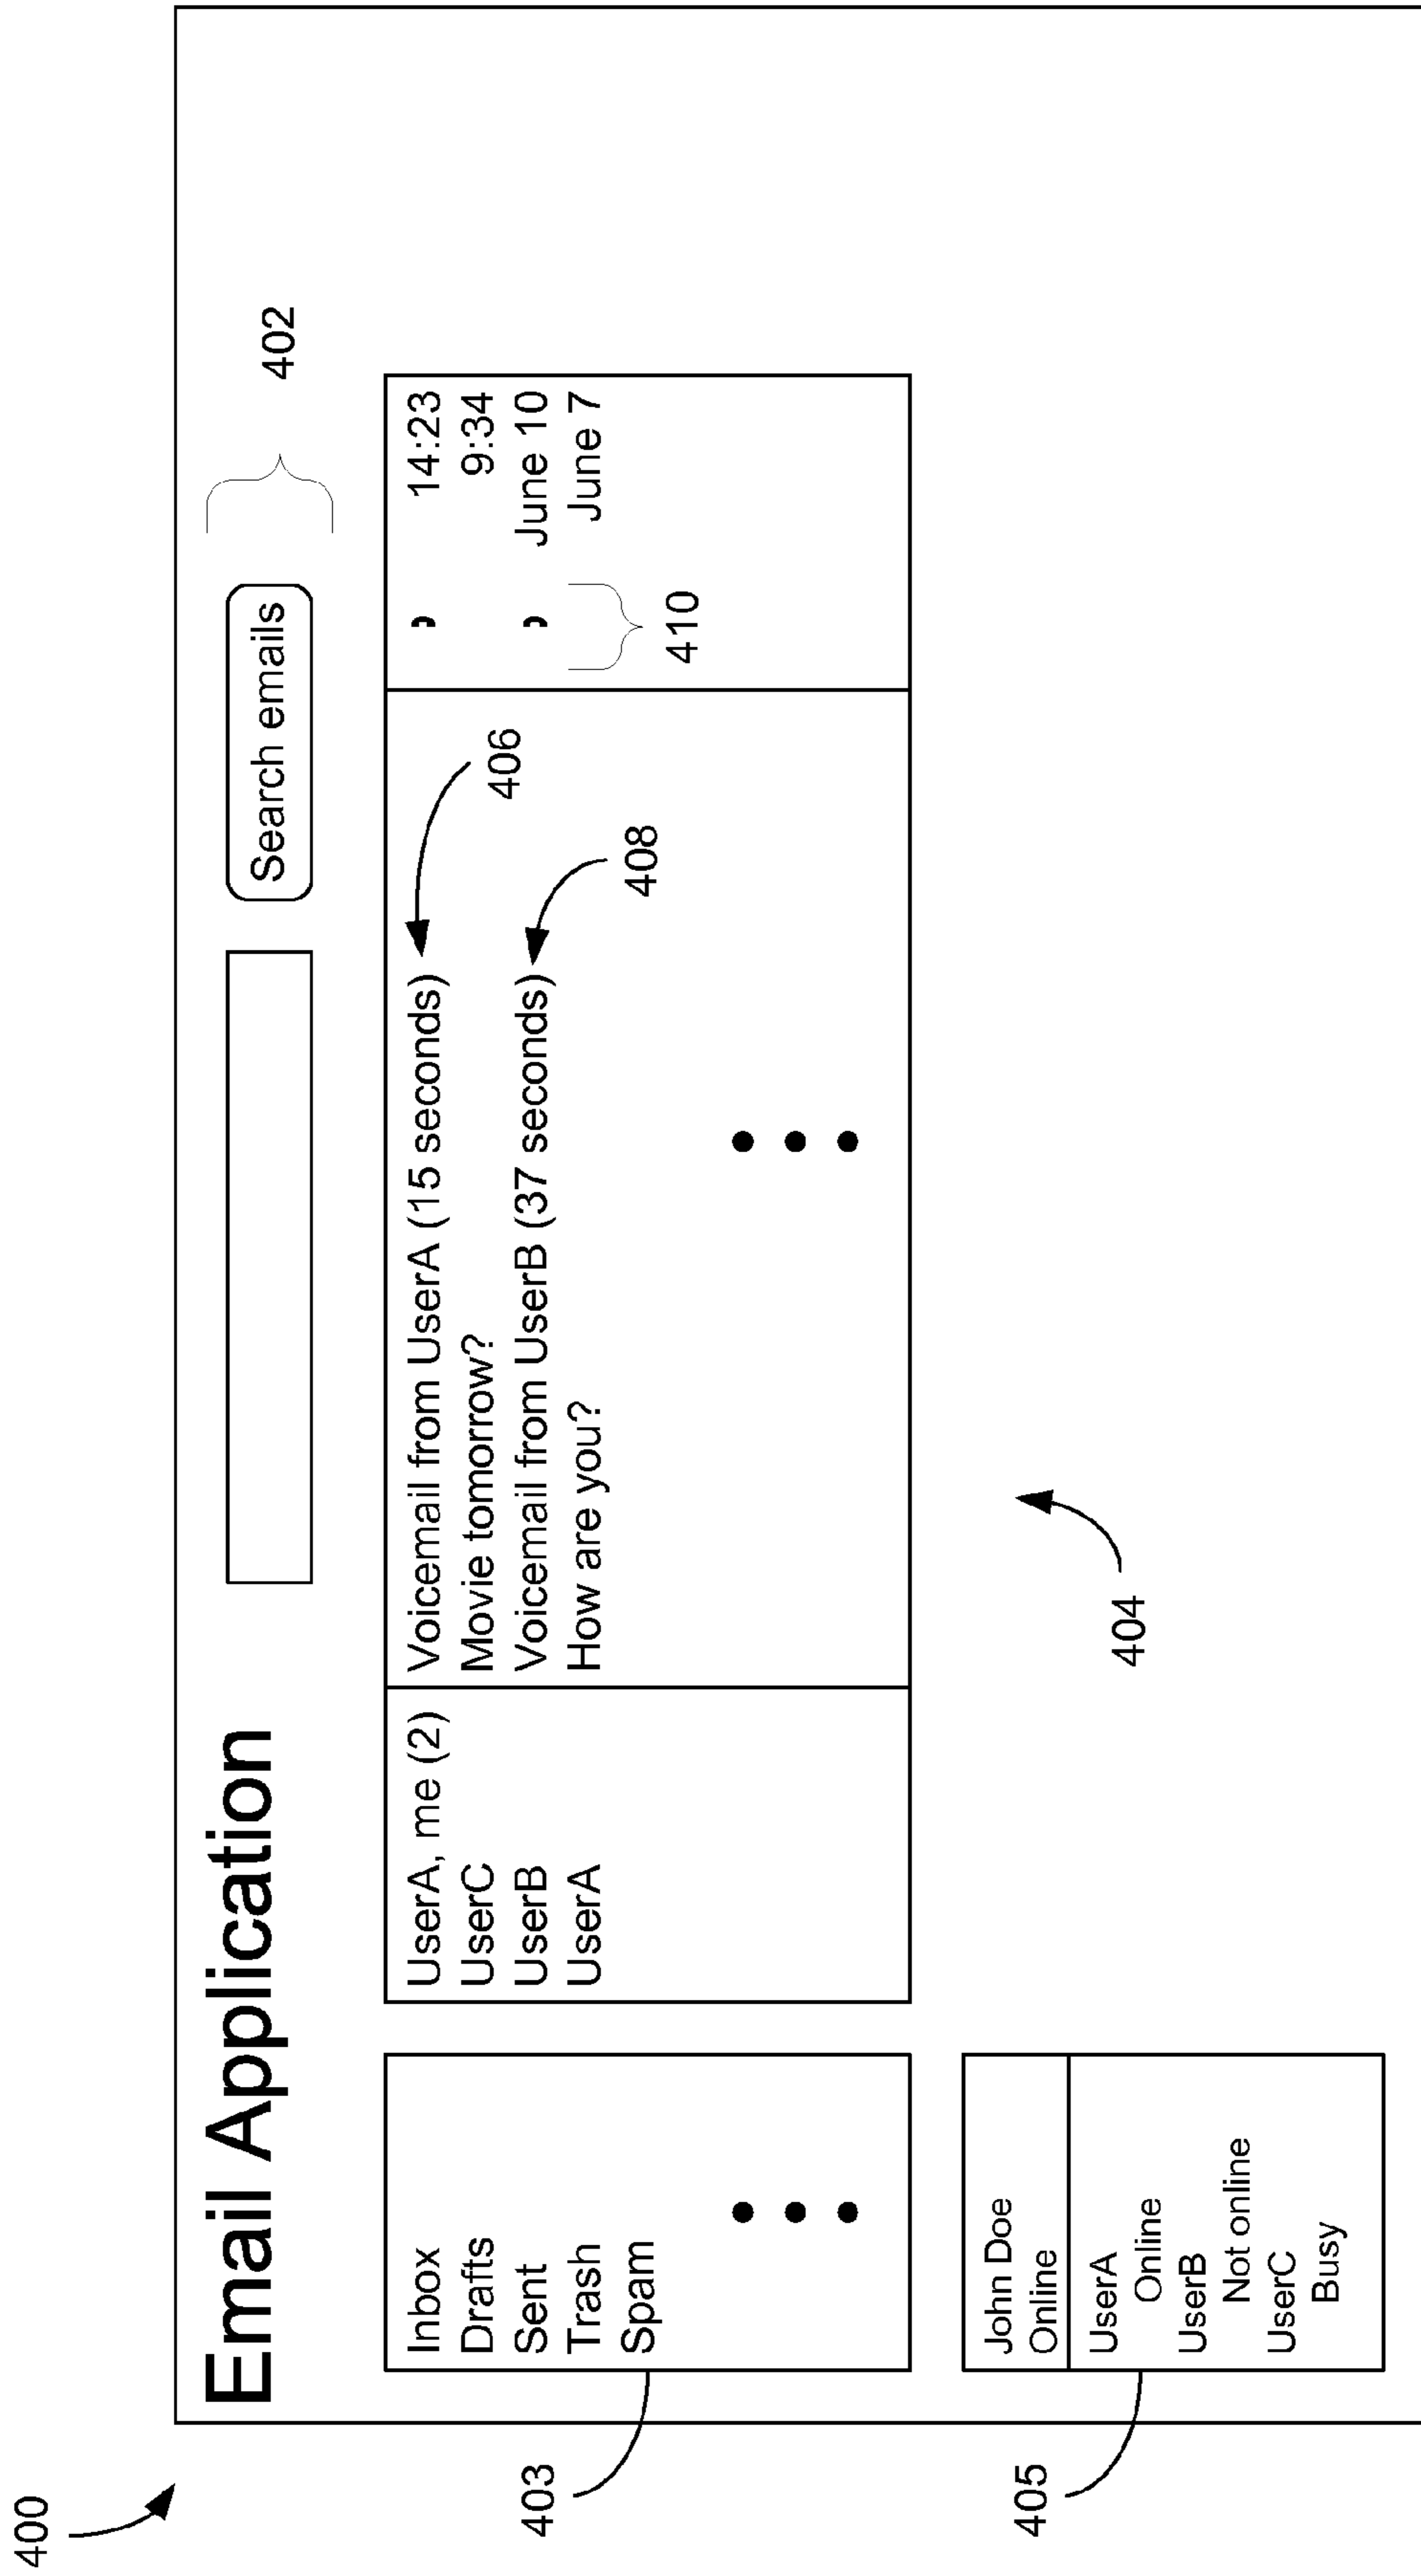 400
Email Application
Search emails
402
Inbox
Drafts
Sent
Trash
Spam
403
UserA, me (2)
UserC
UserB
UserA
Voicemail from UserA (15 seconds)
Movie tomorrow?
Voicemail from UserB (37 seconds)
How are you?
406
408
14:23
9:34
June 10
June 7
410
404
John Doe
Online
UserA
Online
UserB
Not online
UserC
Busy
405